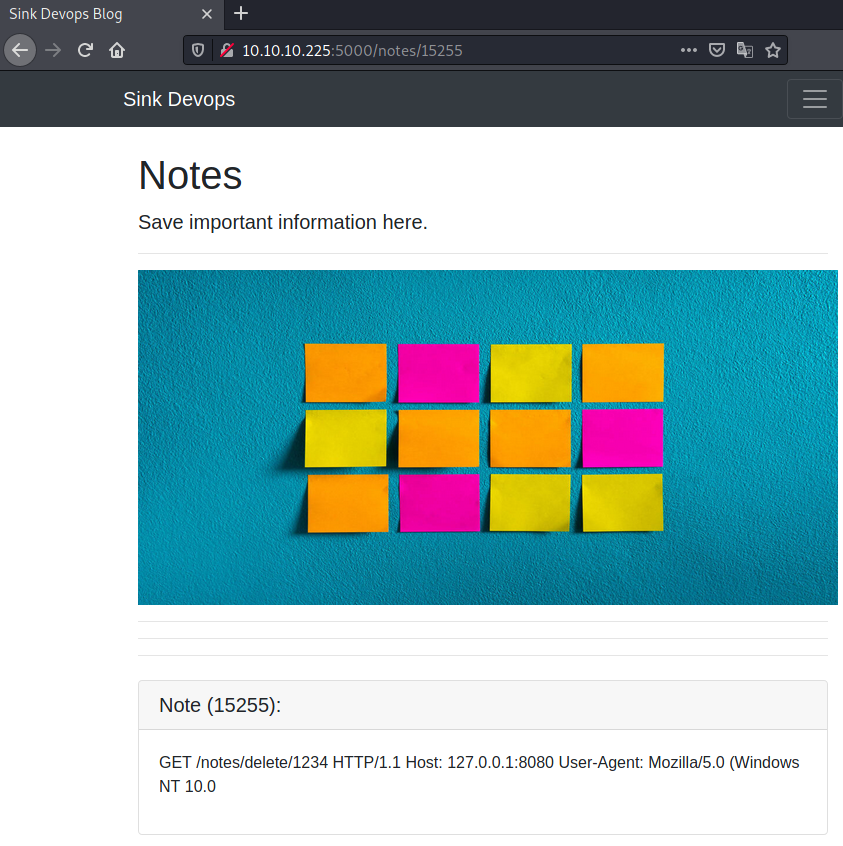 Sink Devops Blog
10.10.10.225:5000/notes/15255
Sink Devops
Notes
Save important information here.
Note (15255):
GET /notes/delete/1234 HTTP/1.1 Host: 127.0.0.1:8080 User-Agent: Mozilla/5.0 (Windows
NT 10.0